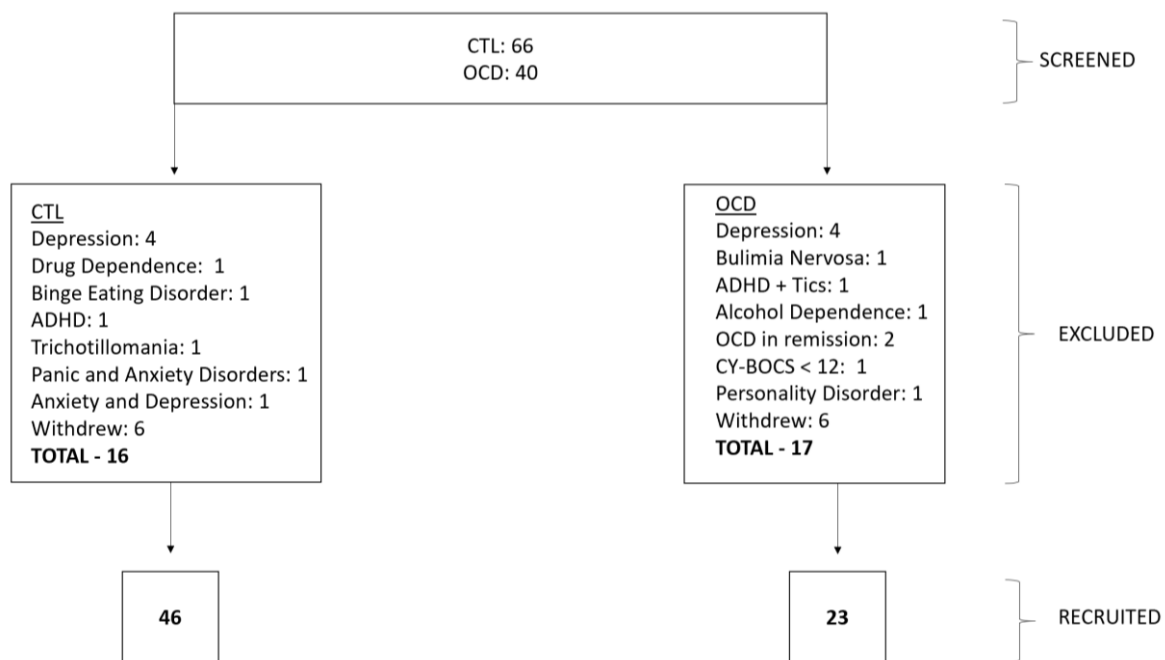 CTL: 66
OCD: 40
SCREENED
CTL
Depression: 4
Drug Dependence:  1
Binge Eating Disorder: 1
ADHD: 1
Trichotillomania: 1
Panic and Anxiety Disorders: 1
Anxiety and Depression: 1
Withdrew: 6
TOTAL - 16
OCD
Depression: 4
Bulimia Nervosa: 1
ADHD + Tics: 1
Alcohol Dependence: 1
OCD in remission: 2
CY-BOCS < 12:  1
Personality Disorder: 1
Withdrew: 6
TOTAL - 17
EXCLUDED
46
23
RECRUITED